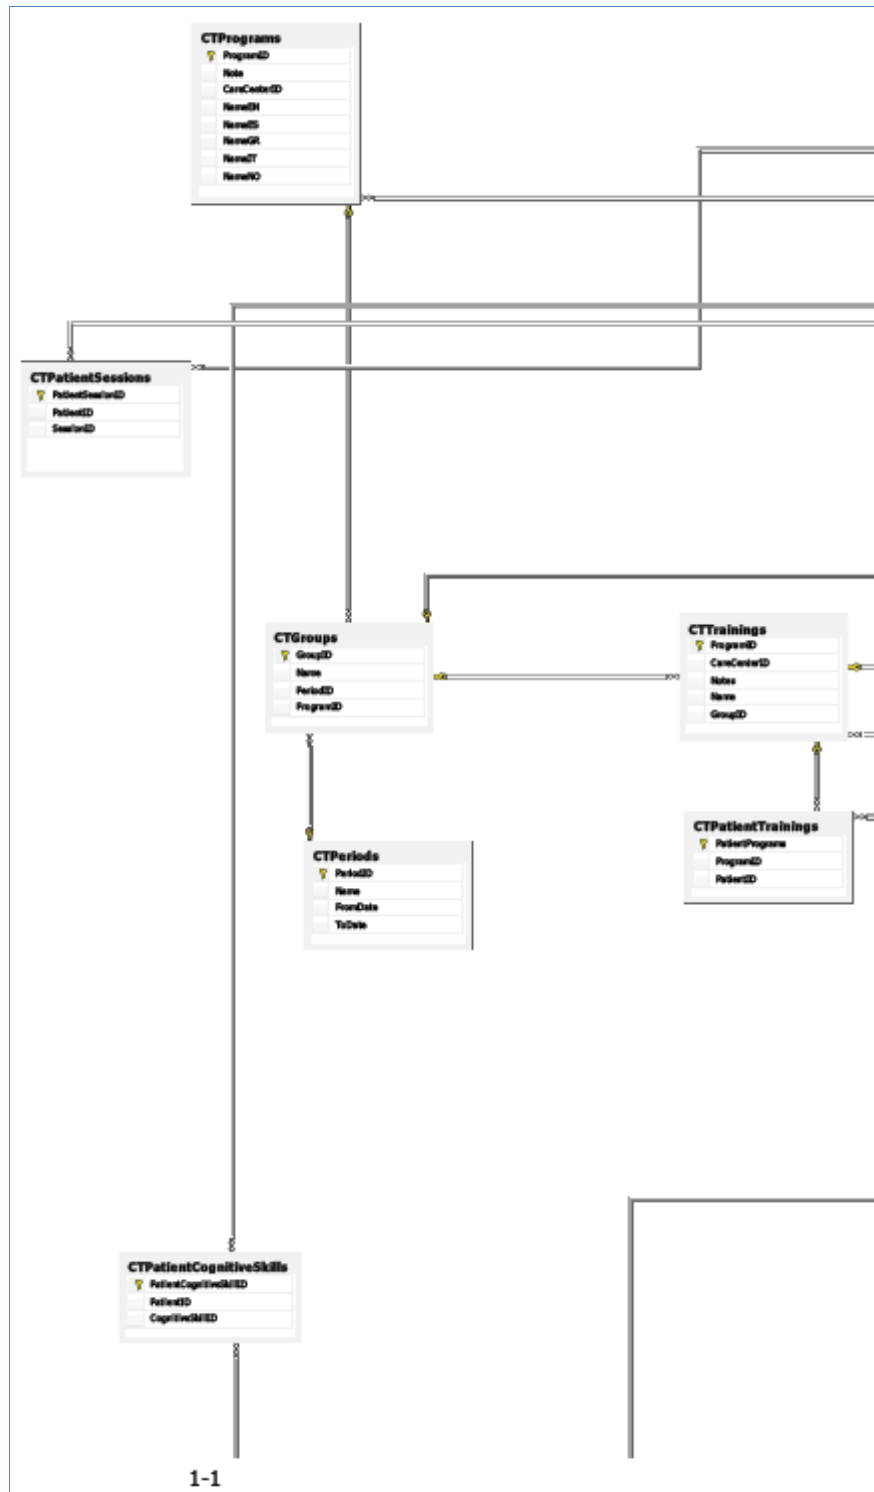 CTPrograms
ProgramID
Note
CareCenterID
NameEN
NameES
NameGR
NameIT
NameNO
CTPatientSessions
PatientSessionID
PatientID
SessionID
CTGroups
GroupID
Name
PeriodID
ProgramID
CTTrainings
ProgramID
CareCenterID
Notes
Name
GroupID
CTPatientTrainings
PatientPrograms
ProgramID
PatientID
CTPeriods
PeriodID
Name
FromDate
ToDate
CTPatientCognitiveSkills
PatientCognitiveSkillID
PatientID
CognitiveSkillID
1-1